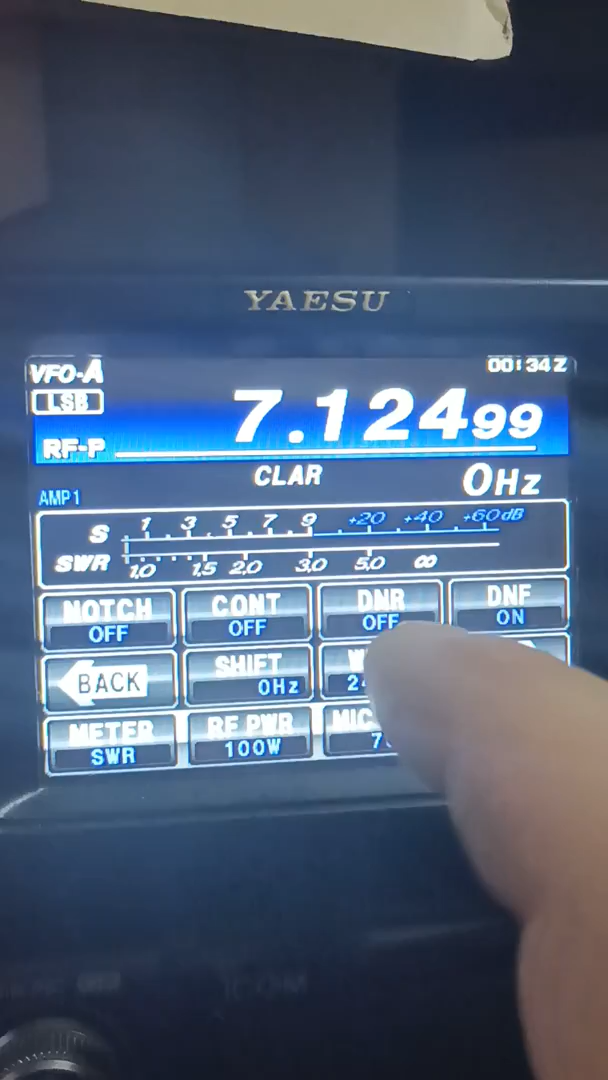 YAESU
VFO-A 00:34Z
LSB
7.12499
RF-P
CLAR 0Hz
AMP1
S 1 3 5 7 9 +20 +40 +60dB
SWR 1,0 1,5 2,0 3,0 5,0 ∞
NOTCH CONT DNR DNF
OFF OFF OFF ON
BACK SHIFT
0Hz
METER RF PWR MIC
SWR 100W
ICOM